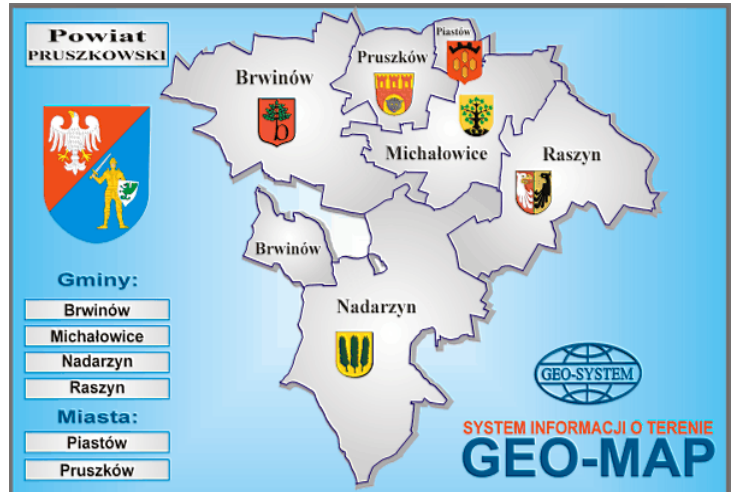 Powiat
PRUSZKOWSKI
Piastów
Pruszków
Brwinów
Michałowice
Raszyn
b
Brwinów
Nadarzyn
Gminy:
Brwinów
Michałowice
Nadarzyn
Raszyn
Miasta:
Piastów
Pruszków
GEO-SYSTEM
SYSTEM INFORMACJI O TERENIE
GEO-MAP